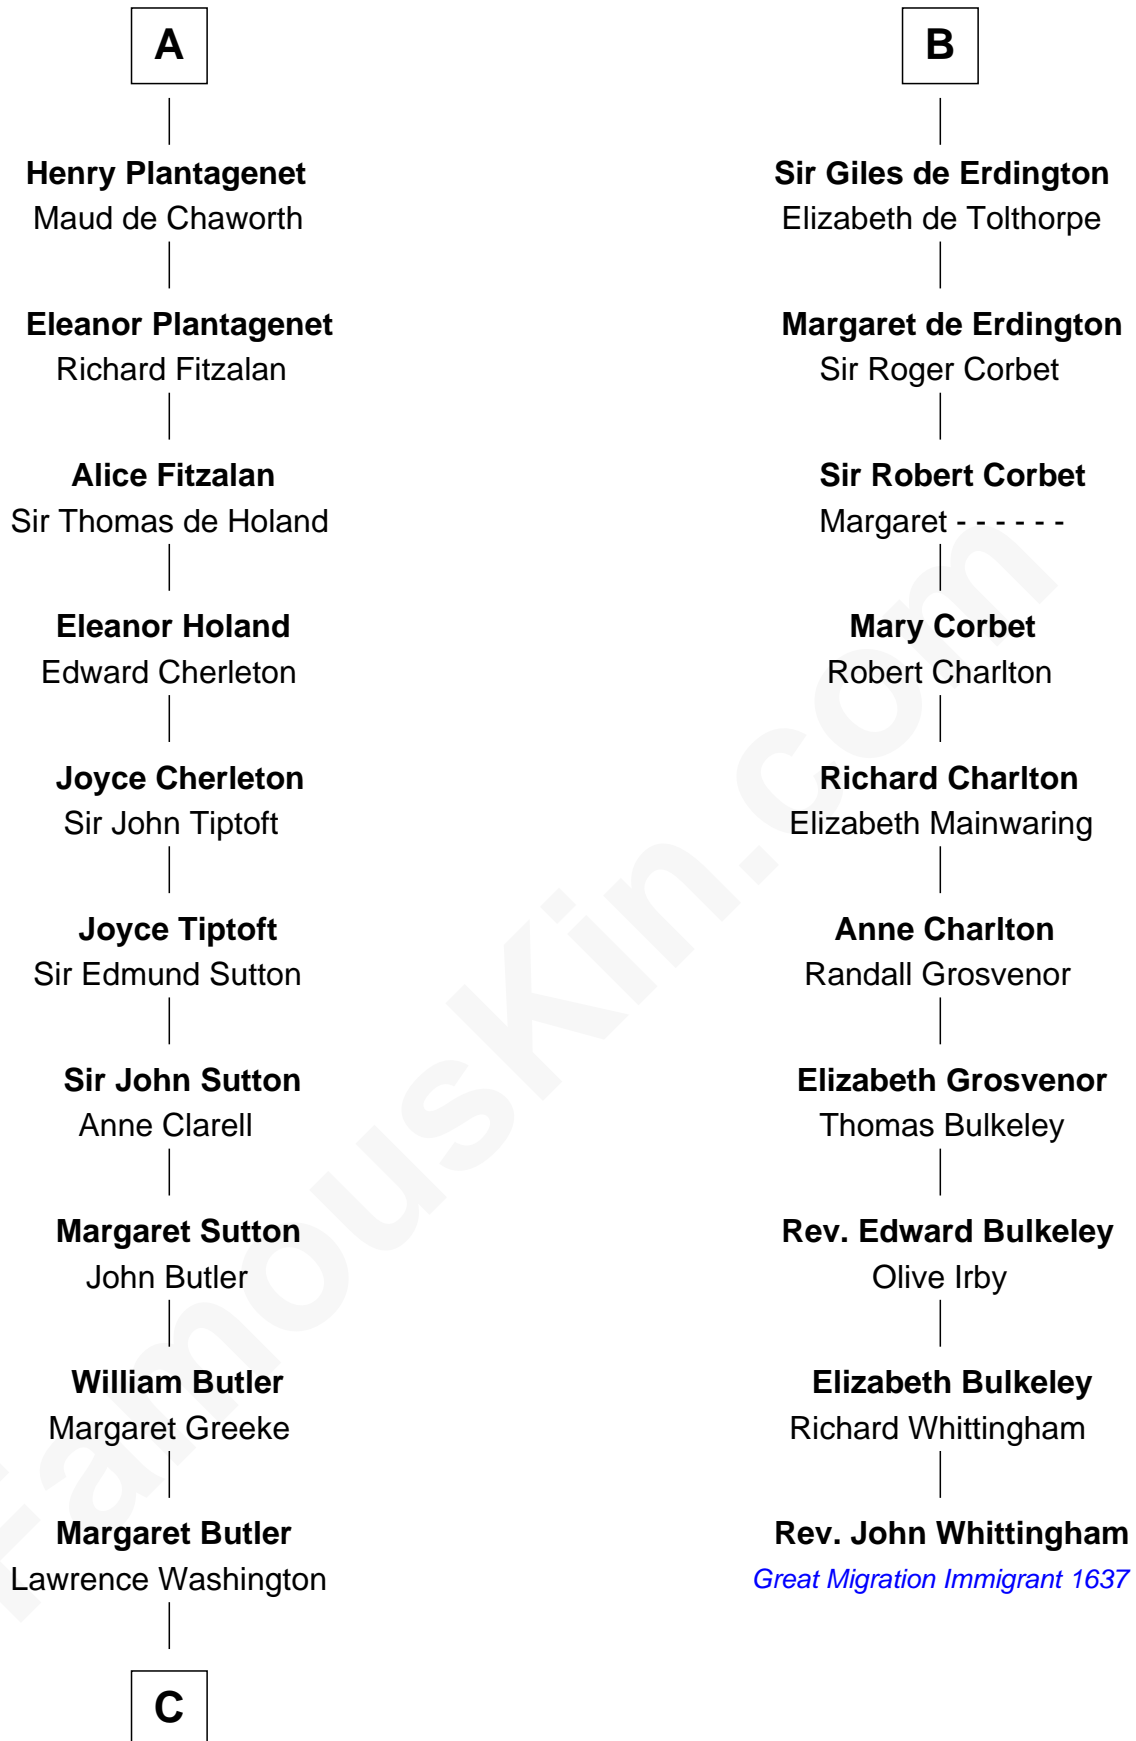 A
Henry Plantagenet
Maud de Chaworth
Eleanor Plantagenet
Richard Fitzalan
Alice Fitzalan
Sir Thomas de Holand
Eleanor Holand
Edward Cherleton
Joyce Cherleton
Sir John Tiptoft
Joyce Tiptoft
Sir Edmund Sutton
Sir John Sutton
Anne Clarell
Margaret Sutton
John Butler
William Butler
Margaret Greeke
Margaret Butler
Lawrence Washington
C
B
Sir Giles de Erdington
Elizabeth de Tolthorpe
Margaret de Erdington
Sir Roger Corbet
Sir Robert Corbet
Margaret - - - - - -
Mary Corbet
Robert Charlton
Richard Charlton
Elizabeth Mainwaring
Anne Charlton
Randall Grosvenor
Elizabeth Grosvenor
Thomas Bulkeley
Rev. Edward Bulkeley
Olive Irby
Elizabeth Bulkeley
Richard Whittingham
Rev. John Whittingham
Great Migration Immigrant 1637
FamousKin.com